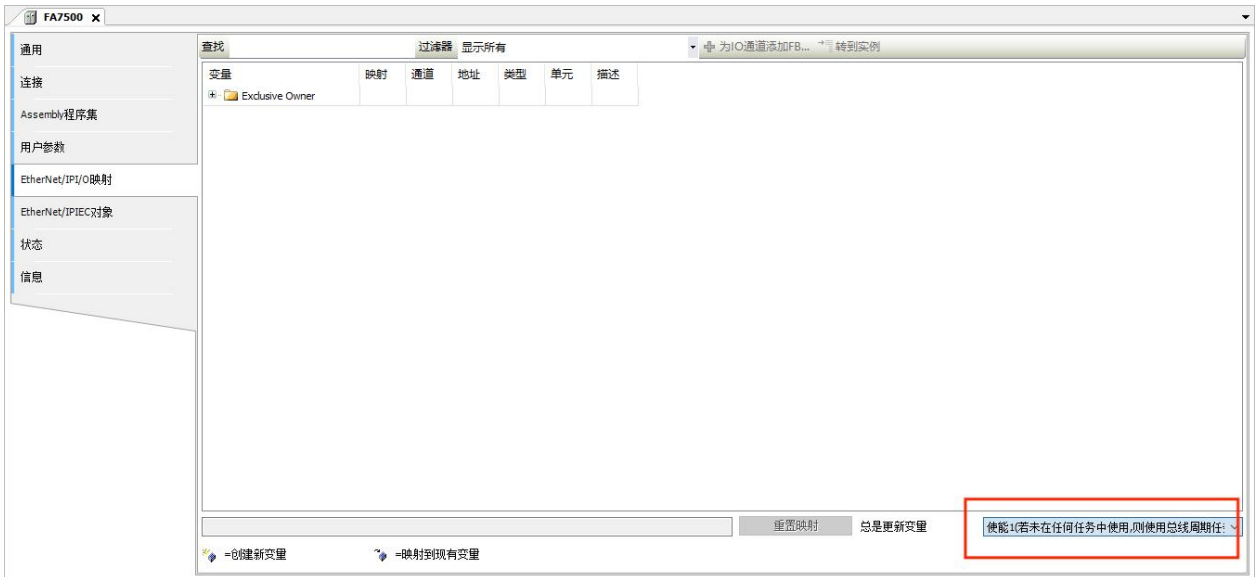 FA7500
通用
连接
Assembly程序集
用户参数
EtherNet/IPI/O映射
EtherNet/IPIEC对象
状态
信息
查找 过滤器 显示所有 为IO通道添加FB... 转到实例
变量 映射 通道 地址 类型 单元 描述
Exclusive Owner
重置映射 总是更新变量 使能1(若未在任何任务中使用,则使用总线周期任
=创建新变量 =映射到现有变量